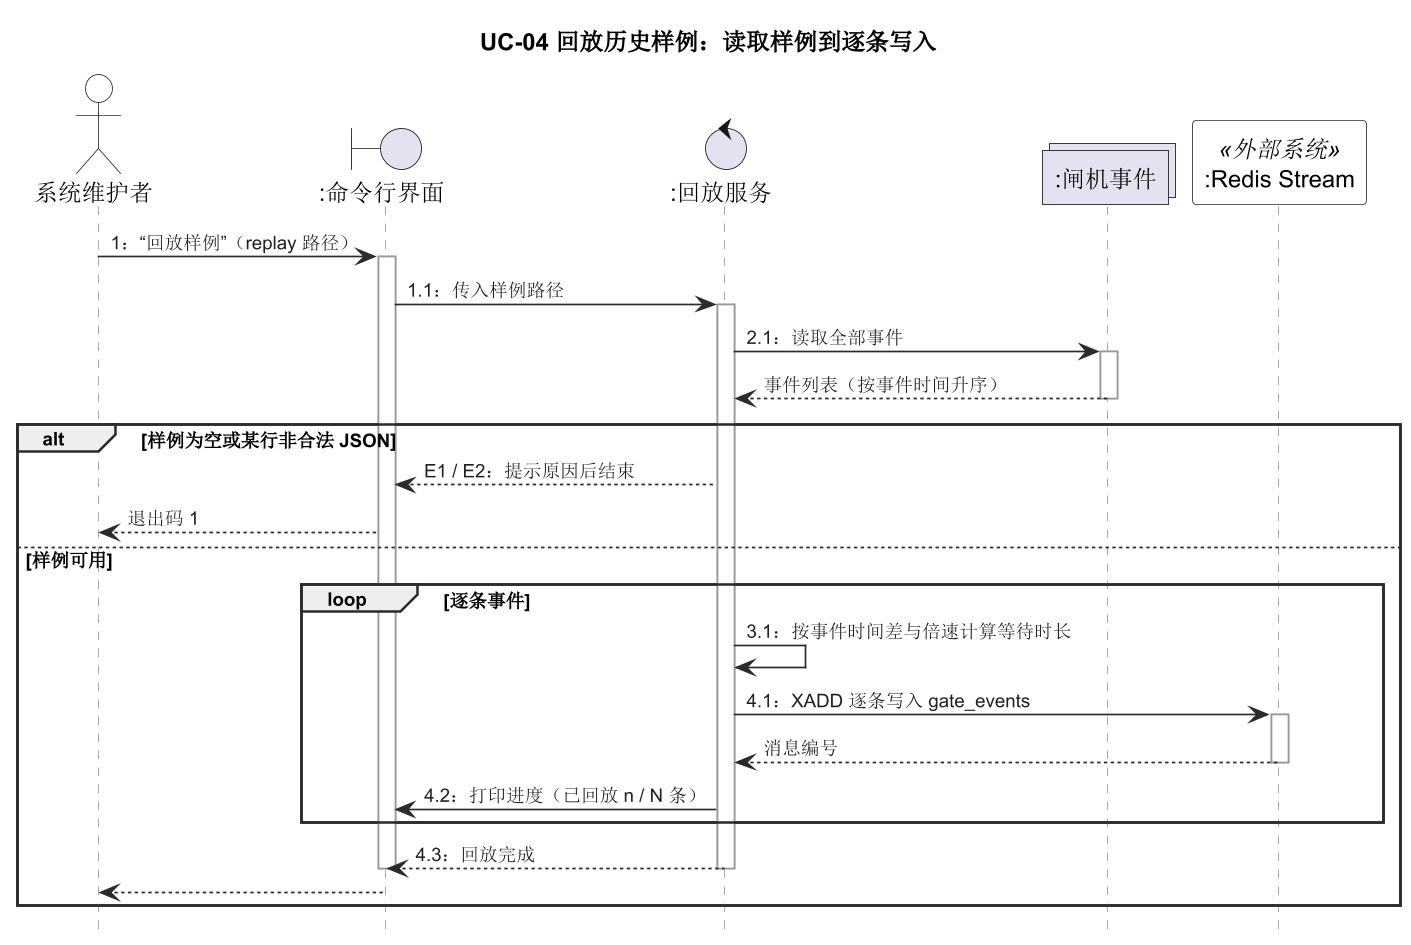 UC-04 回放历史样例：读取样例到逐条写入
系统维护者
:命令行界面
:回放服务
:闸机事件
«外部系统»
:Redis Stream
1：“回放样例”（replay 路径）
1.1：传入样例路径
2.1：读取全部事件
事件列表（按事件时间升序）
alt
[样例为空或某行非合法 JSON]
E1 / E2：提示原因后结束
退出码 1
[样例可用]
loop
[逐条事件]
3.1：按事件时间差与倍速计算等待时长
4.1：XADD 逐条写入 gate_events
消息编号
4.2：打印进度（已回放 n / N 条）
4.3：回放完成